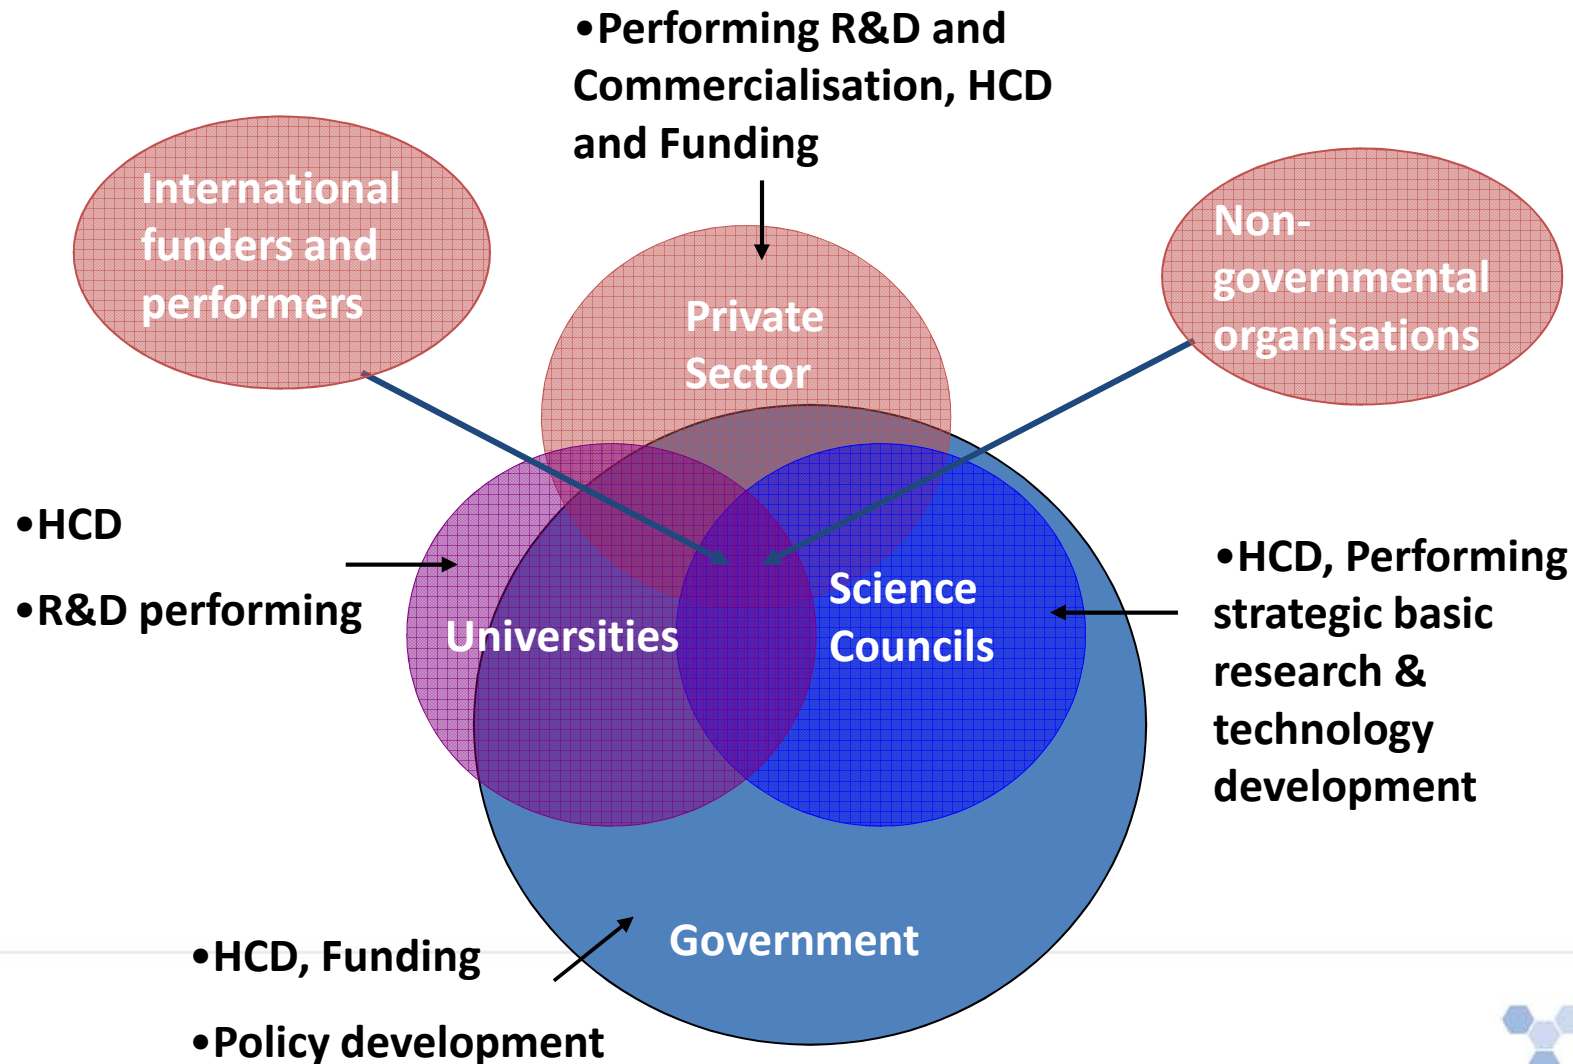 •Performing R&D and
Commercialisation, HCD
and Funding
International
funders and
performers
Non-
governmental
organisations
Private
Sector
•HCD
•R&D performing
Universities
Science
Councils
•HCD, Performing
strategic basic
research &
technology
development
Government
•HCD, Funding
•Policy development